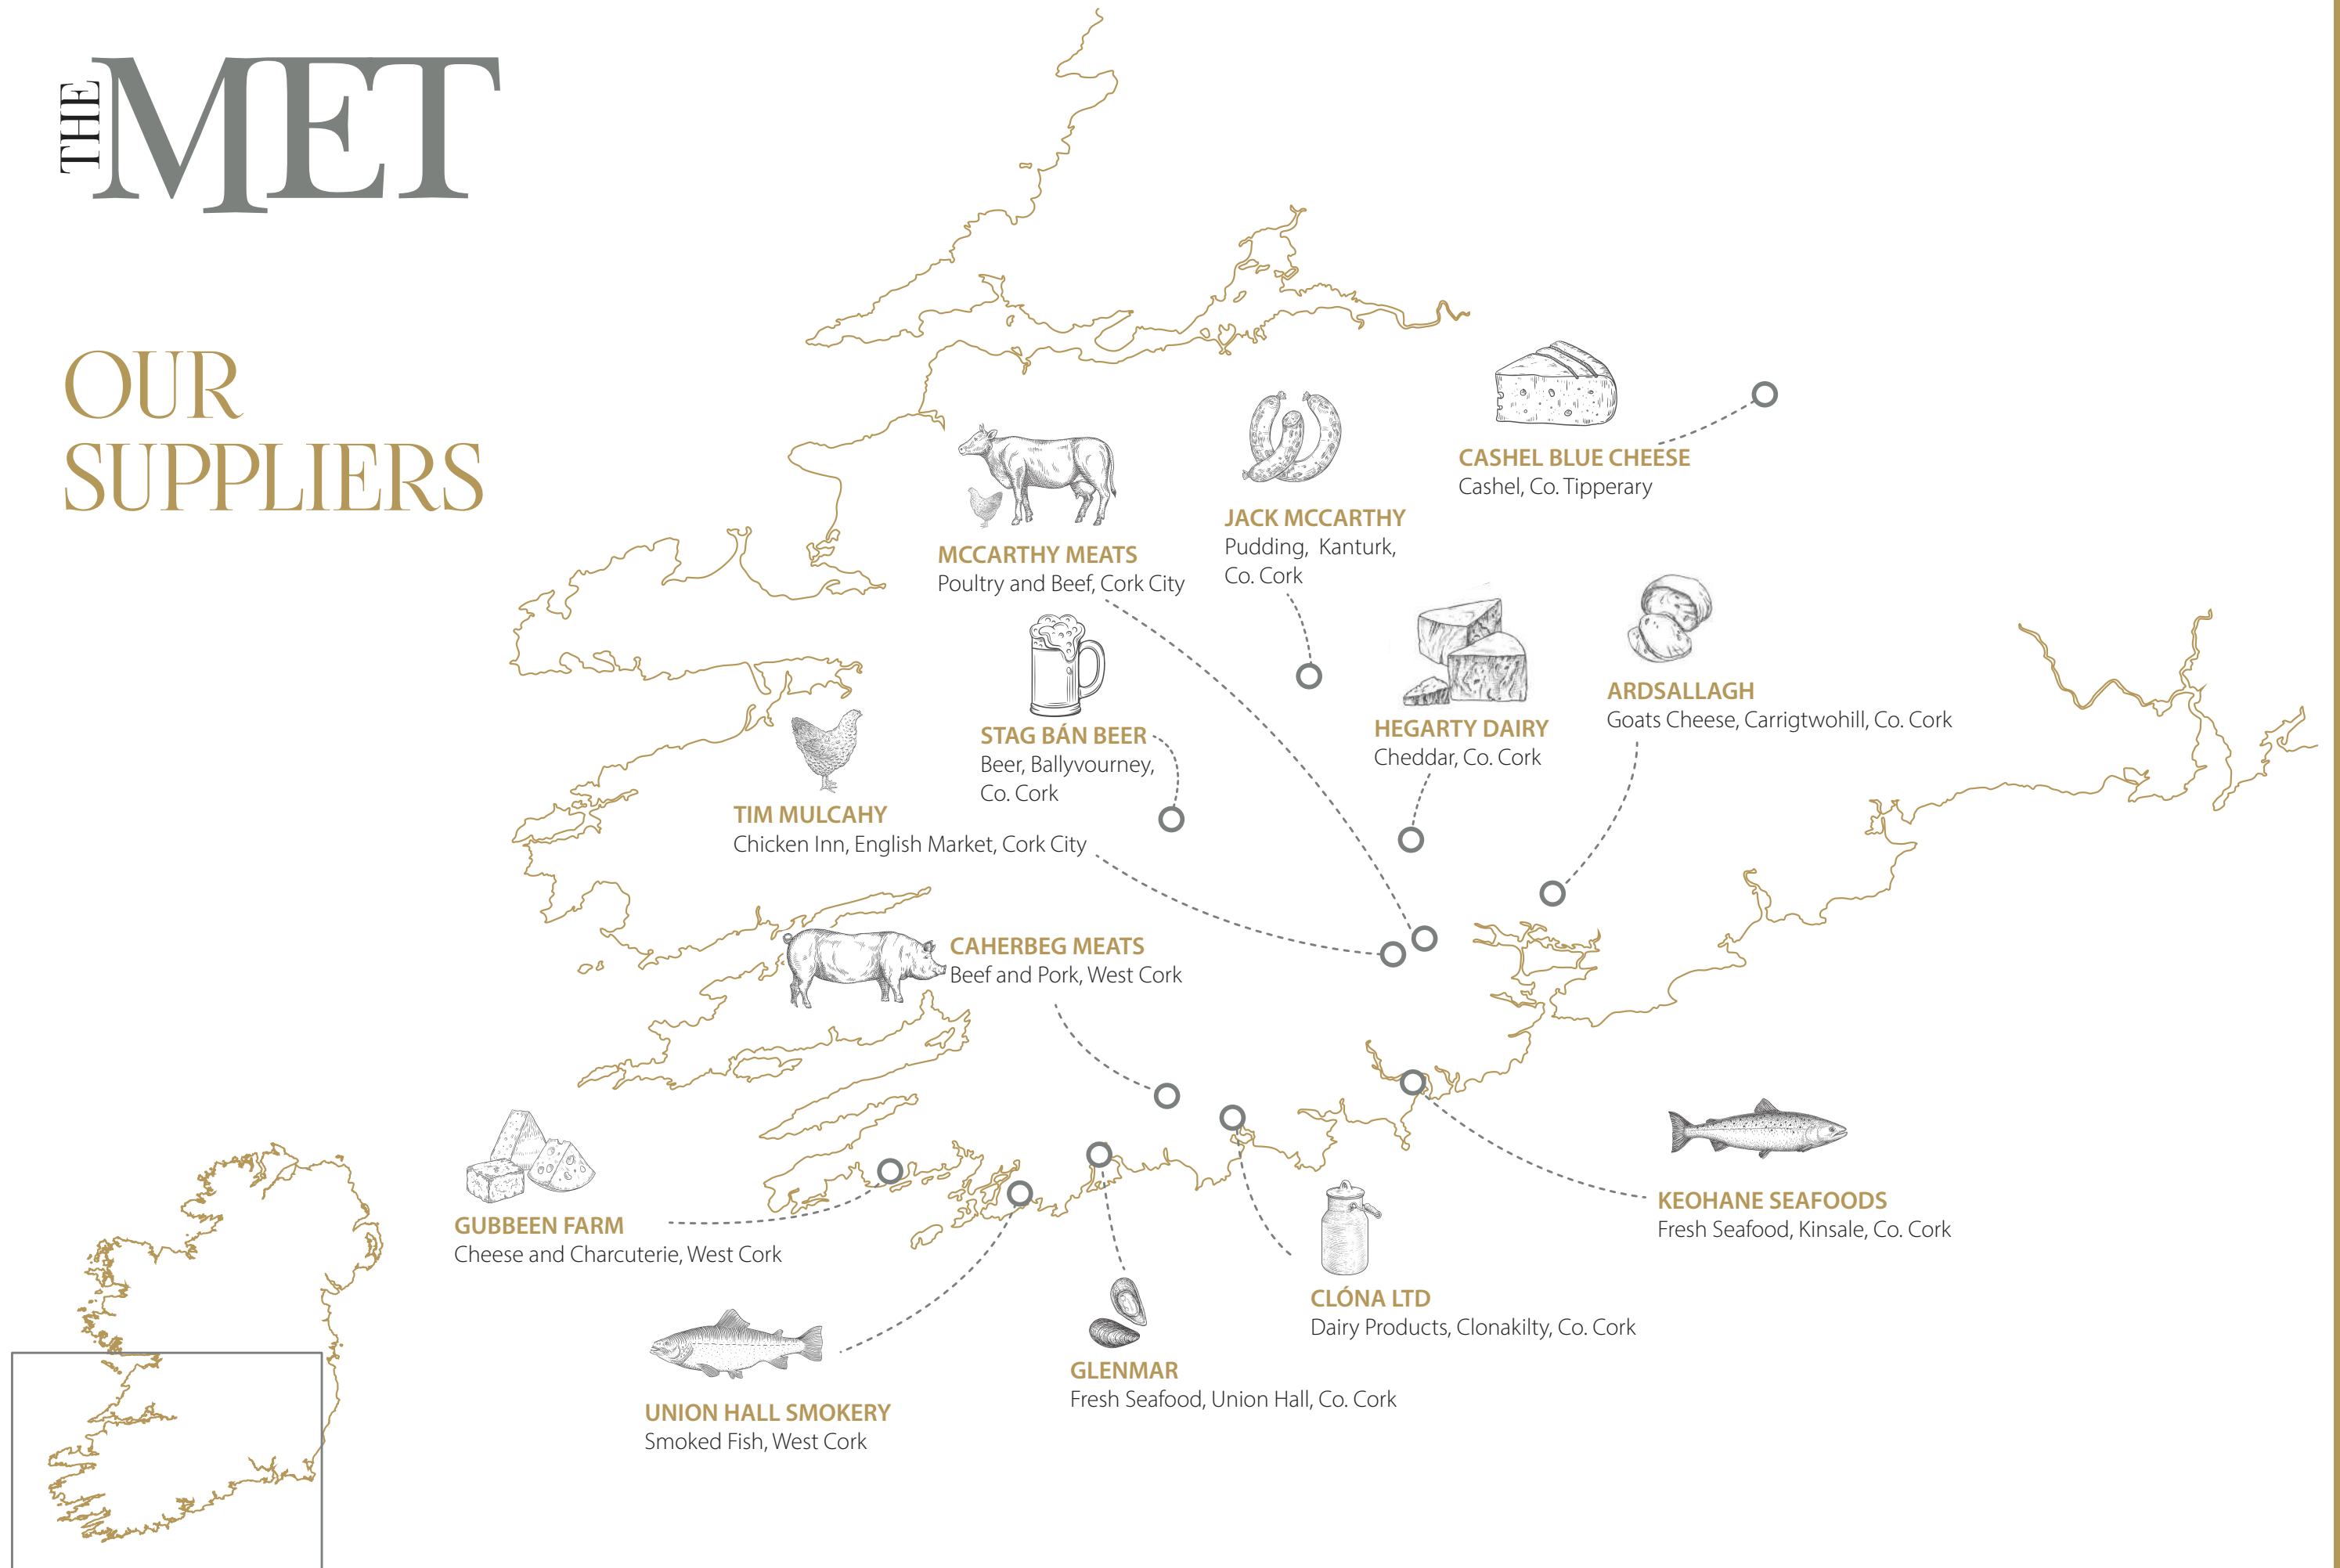 THE MET
OUR
SUPPLIERS
CASHEL BLUE CHEESE
Cashel, Co. Tipperary
JACK MCCARTHY
Pudding, Kanturk,
Co. Cork
MCCARTHY MEATS
Poultry and Beef, Cork City
ARDSALLAGH
Goats Cheese, Carrigtwohill, Co. Cork
HEGARTY DAIRY
Cheddar, Co. Cork
STAG BÁN BEER
Beer, Ballyvourney,
Co. Cork
TIM MULCAHY
Chicken Inn, English Market, Cork City
CAHERBEG MEATS
Beef and Pork, West Cork
KEOHANE SEAFOODS
Fresh Seafood, Kinsale, Co. Cork
GUBBEEN FARM
Cheese and Charcuterie, West Cork
CLÓNA LTD
Dairy Products, Clonakilty, Co. Cork
GLENMAR
Fresh Seafood, Union Hall, Co. Cork
UNION HALL SMOKERY
Smoked Fish, West Cork